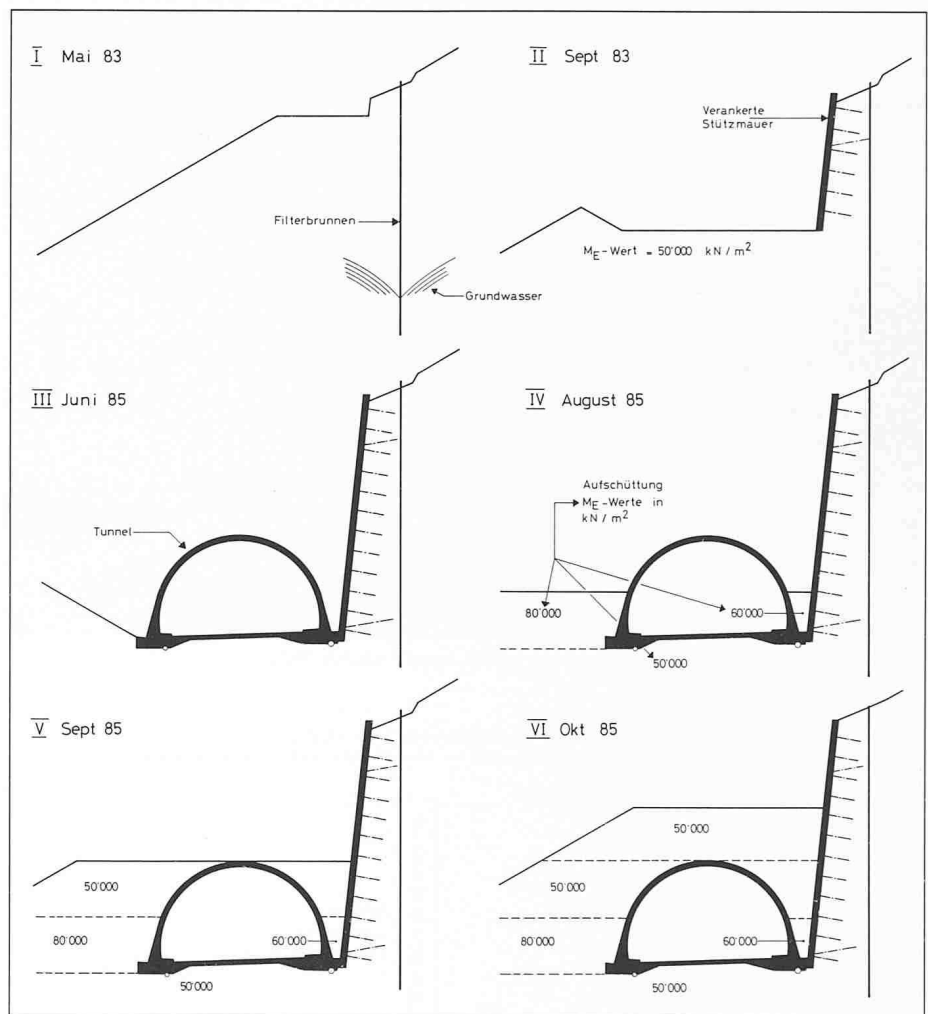 I Mai 83
Filterbrunnen
Grundwasser
II Sept 83
Verankerte
Stützmauer
M_E-Wert = 50'000 kN/m²
III Juni 85
Tunnel
IV August 85
Aufschüttung
M_E-Werte in
kN/m²
80'000
60'000
50'000
V Sept 85
50'000
80'000
60'000
50'000
VI Okt 85
50'000
50'000
80'000
60'000
50'000